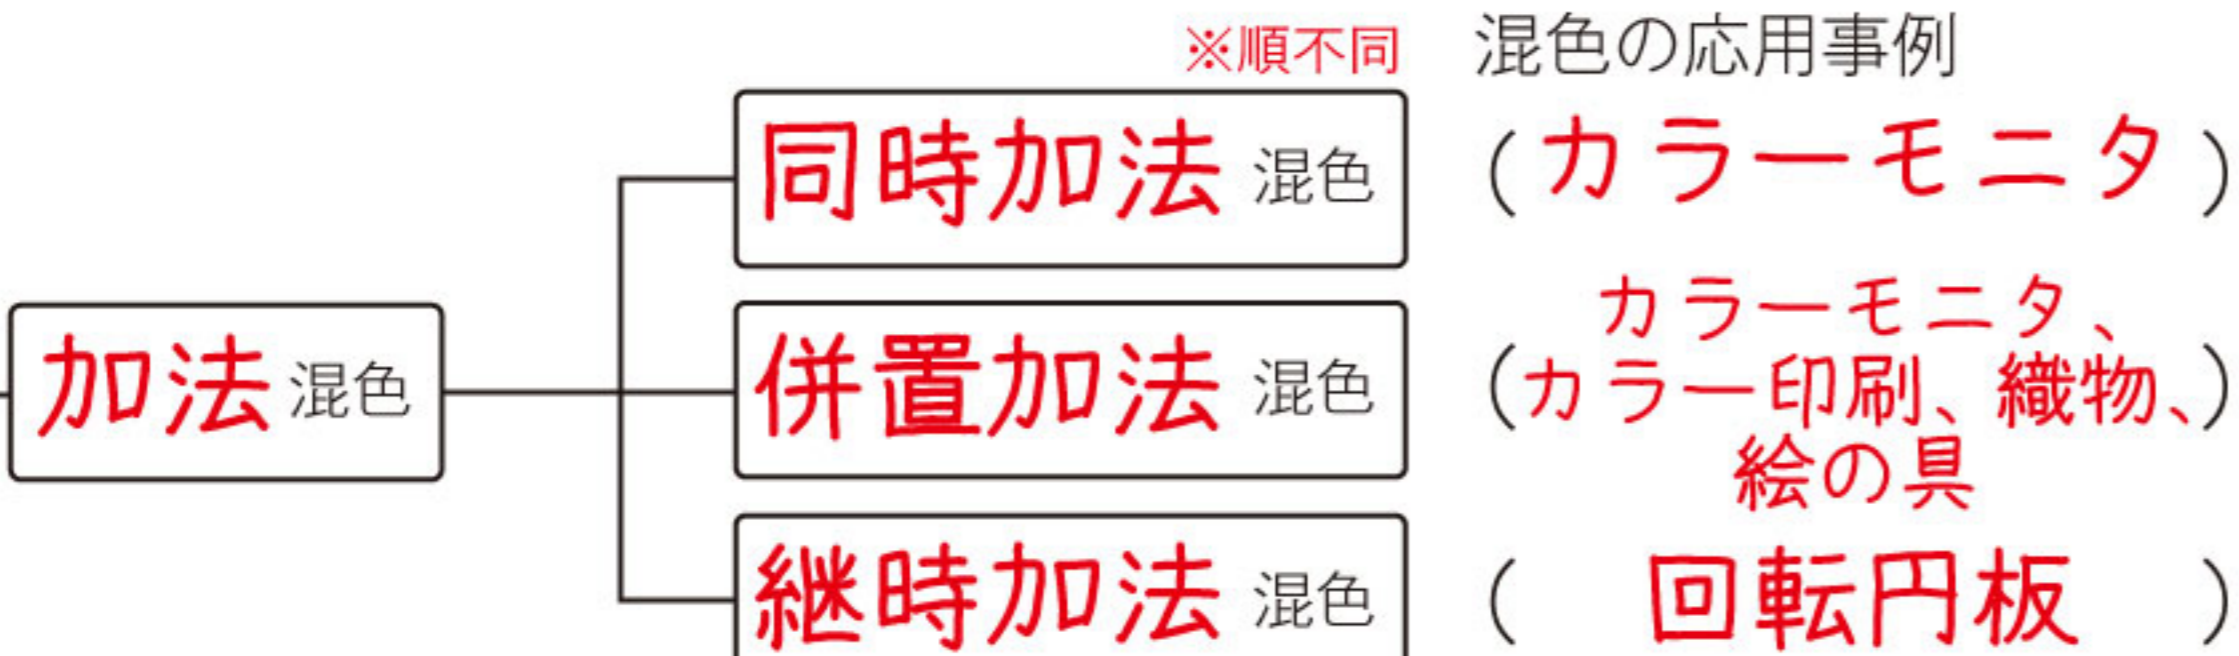 ※順不同 混色の応用事例
同時加法 混色 (カラーモニタ)
カラーモニタ、
加法 混色 併置加法 混色 (カラー印刷、織物、)
絵の具
継時加法 混色 (回転円板)